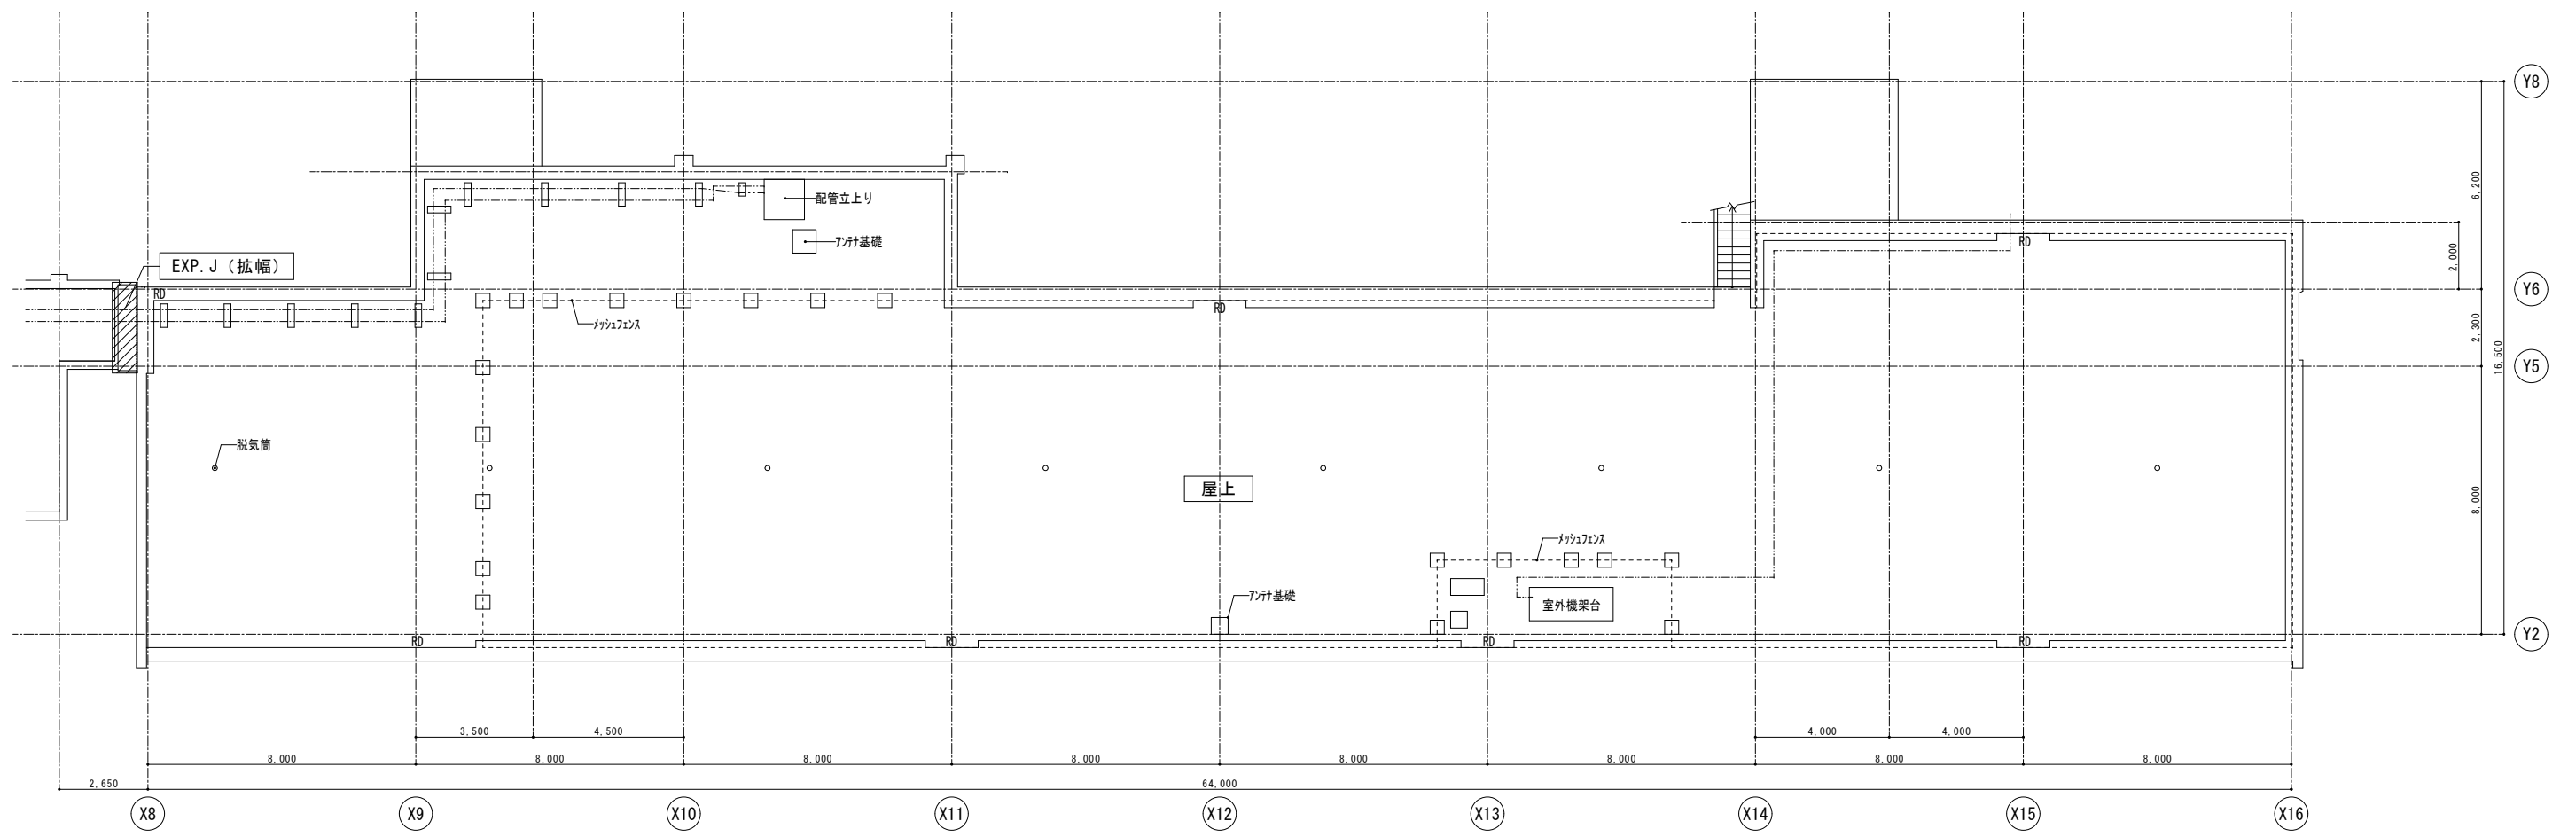 Y8
6,200
配管立上り
ｱﾝﾃﾅ基礎
RD
2,000
EXP.J（拡幅）
RD
Y6
RD
ﾒｯｼｭﾌｪﾝｽ
2,300
16,500
Y5
脱気筒
屋上
8,000
ﾒｯｼｭﾌｪﾝｽ
ｱﾝﾃﾅ基礎
室外機架台
RD
RD
RD
RD
Y2
3,500
4,500
4,000
4,000
8,000
8,000
8,000
8,000
8,000
8,000
8,000
8,000
2,650
64,000
X8
X9
X10
X11
X12
X13
X14
X15
X16